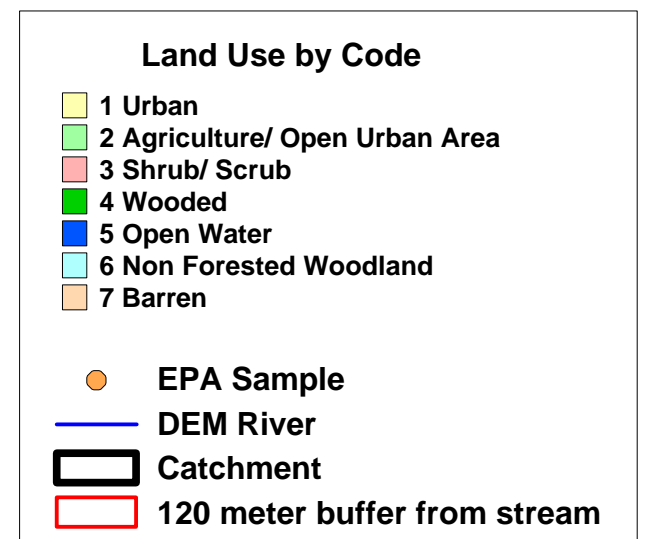 Land Use by Code
1 Urban
2 Agriculture/ Open Urban Area
3 Shrub/ Scrub
4 Wooded
5 Open Water
6 Non Forested Woodland
7 Barren
EPA Sample
DEM River
Catchment
120 meter buffer from stream